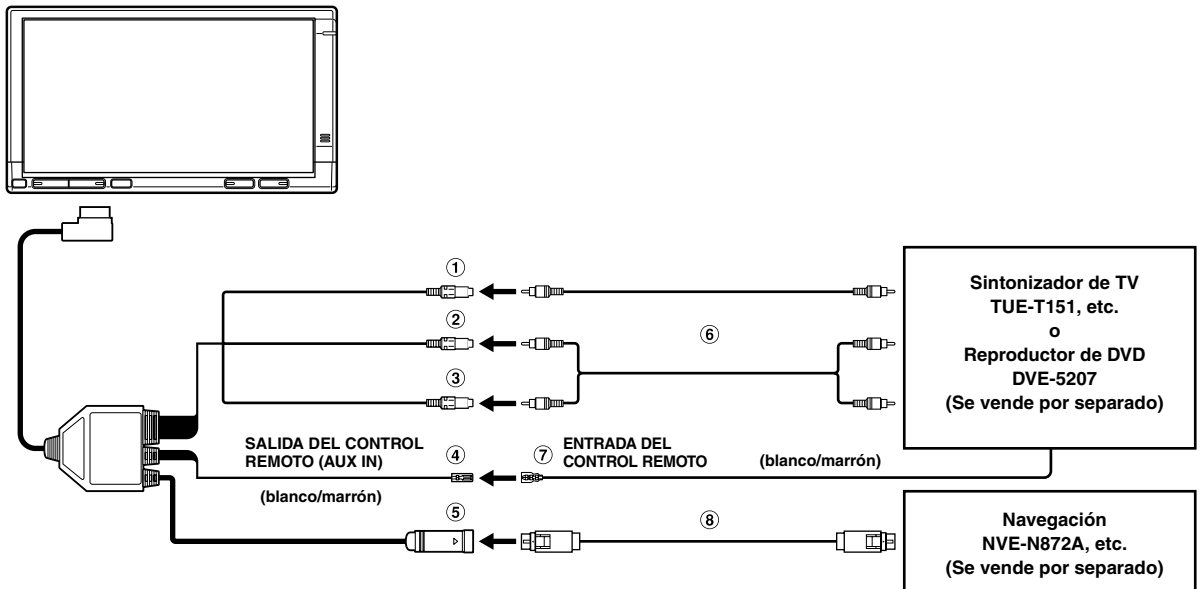 ①
②
③
④
⑤
⑥
⑦
⑧
Sintonizador de TV
TUE-T151, etc.
o
Reproductor de DVD
DVE-5207
(Se vende por separado)
SALIDA DEL CONTROL
REMOTO (AUX IN)
(blanco/marrón)
ENTRADA DEL
CONTROL REMOTO
(blanco/marrón)
Navegación
NVE-N872A, etc.
(Se vende por separado)